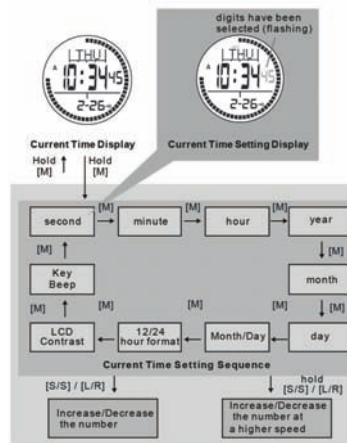 digits have been
selected (flashing)
THU
A
10:34 45
2-26
THU
A
10:34 45
2-26
Current Time Display
Current Time Setting Display
Hold
[M]
Hold
[M]
second
[M]
minute
[M]
hour
[M]
year
[M]
[M]
Key
Beep
month
[M]
[M]
[M]
[M]
[M]
LCD
Contrast
12/24
hour format
Month/Day
day
Current Time Setting Sequence
[S/S] / [L/R]
hold
[S/S] / [L/R]
Increase/Decrease
the number
Increase/Decrease
the number at
a higher speed